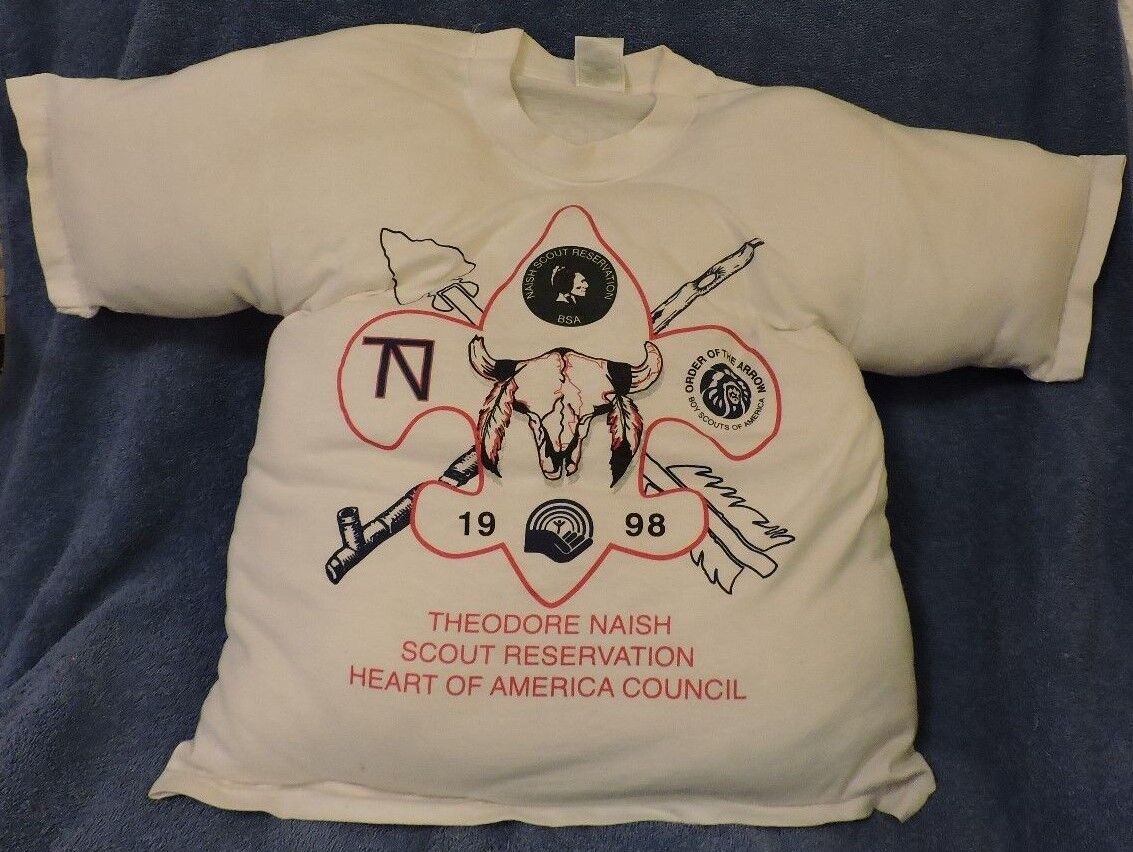 NAISH SCOUT RESERVATION
BSA
TN
ORDER OF THE ARROW
BOY SCOUTS OF AMERICA
19 98
THEODORE NAISH
SCOUT RESERVATION
HEART OF AMERICA COUNCIL